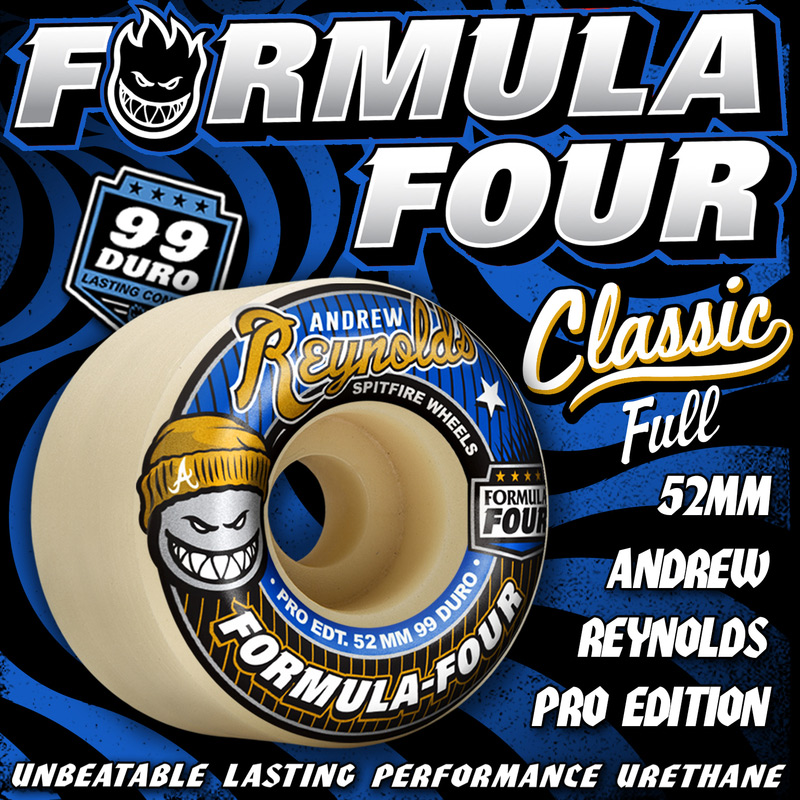 FORMULA
FOUR
99
DURO
LASTING CON
ANDREW
Reynolds
SPITFIRE WHEELS
FORMULA
FOUR
A
PRO EDT. 52 MM 99 DURO
FORMULA-FOUR
Classic
Full
52MM
ANDREW
REYNOLDS
PRO EDITION
UNBEATABLE LASTING PERFORMANCE URETHANE